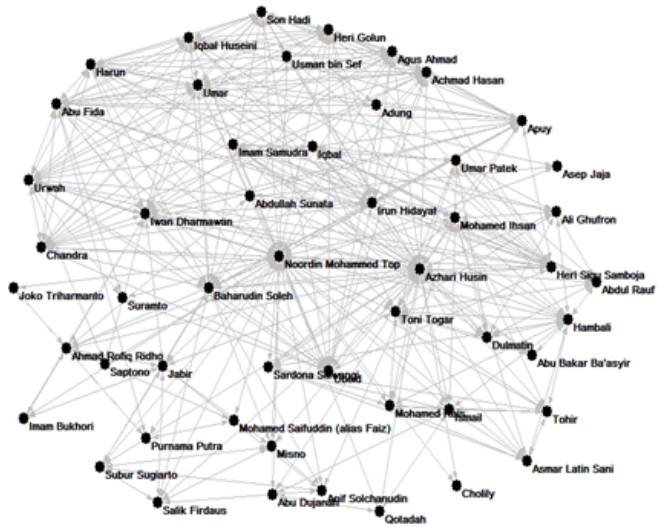 Son Hadi
Heri Golun
Iqbal Huseini
Agus Ahmad
Usman bin Sef
Harun
Achmad Hasan
Umar
Abu Fida
Adung
Apuy
Imam Samudra
Iqbal
Umar Patek
Asep Jaja
Urwah
Abdullah Sunata
Irun Hidayat
Iwan Dharmawan
Mohamed Ihsan
Ali Ghufron
Chandra
Noordin Mohammed Top
Azhari Husin
Heri Sigu Samboja
Abdul Rauf
Joko Triharmanto
Suramto
Baharudin Soleh
Toni Togar
Hambali
Dulmatin
Ahmad Rofiq Ridho
Abu Bakar Ba'asyir
Saptono
Jabir
Sardona
Mohamed
Ismail
Tohir
Imam Bukhori
Mohamed Saifuddin (alias Faiz)
Purnama Putra
Misno
Asmar Latin Sani
Subur Sugiarto
Cholily
Abu Dujanah
Solchanudin
Salik Firdaus
Qotadah